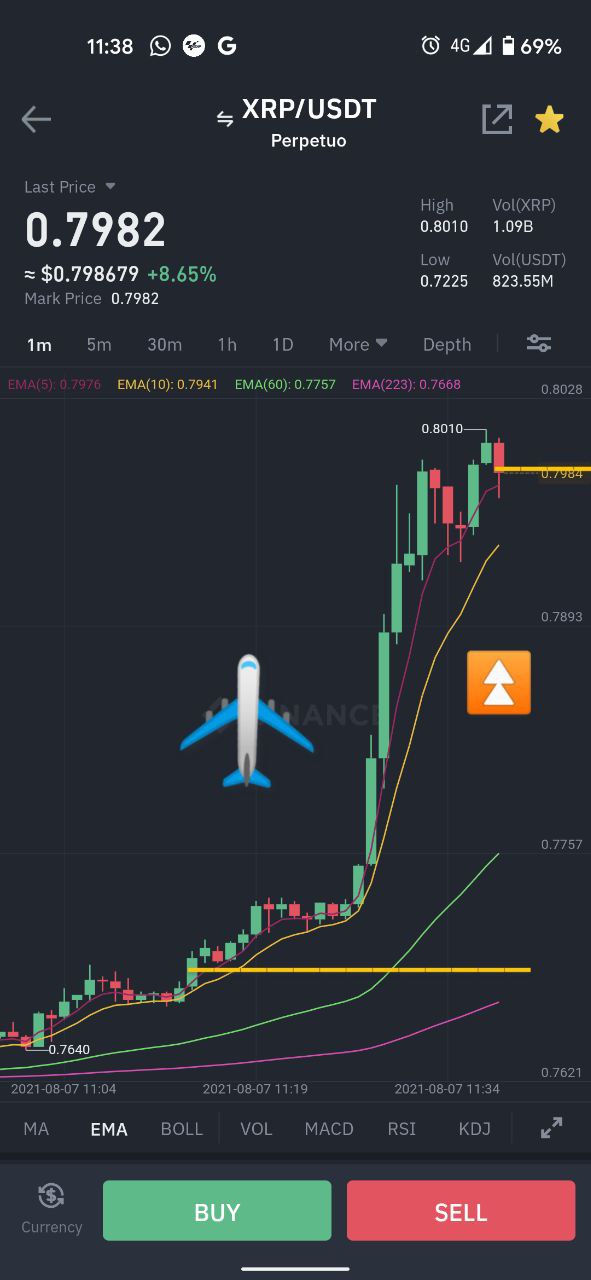 11:38 G 4G 69%
XRP/USDT
Perpetuo
Last Price
0.7982
≈ $0.798679 +8.65%
Mark Price 0.7982
High Vol(XRP)
0.8010 1.09B
Low Vol(USDT)
0.7225 823.55M
1m 5m 30m 1h 1D More Depth
EMA(5): 0.7976 EMA(10): 0.7941 EMA(60): 0.7757 EMA(223): 0.7668
0.8028
0.8010
0.7984
0.7893
NANCE
0.7757
0.7640
0.7621
2021-08-07 11:04 2021-08-07 11:19 2021-08-07 11:34
MA EMA BOLL VOL MACD RSI KDJ
Currency
BUY SELL